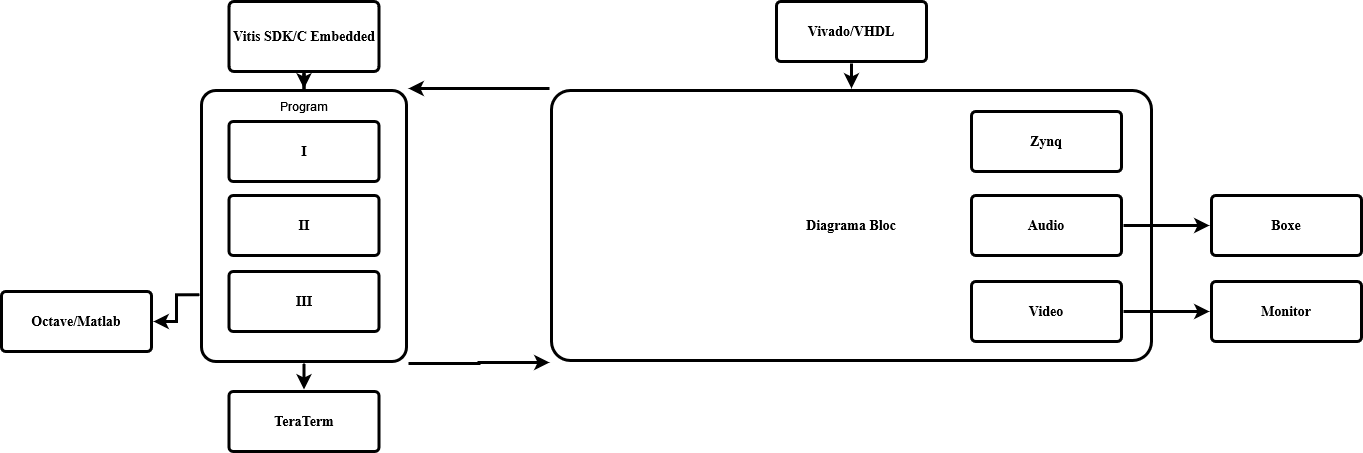 Vitis SDK/C Embedded
Vivado/VHDL
Program
I
II
III
Octave/Matlab
TeraTerm
Diagrama Bloc
Zynq
Audio
Video
Boxe
Monitor